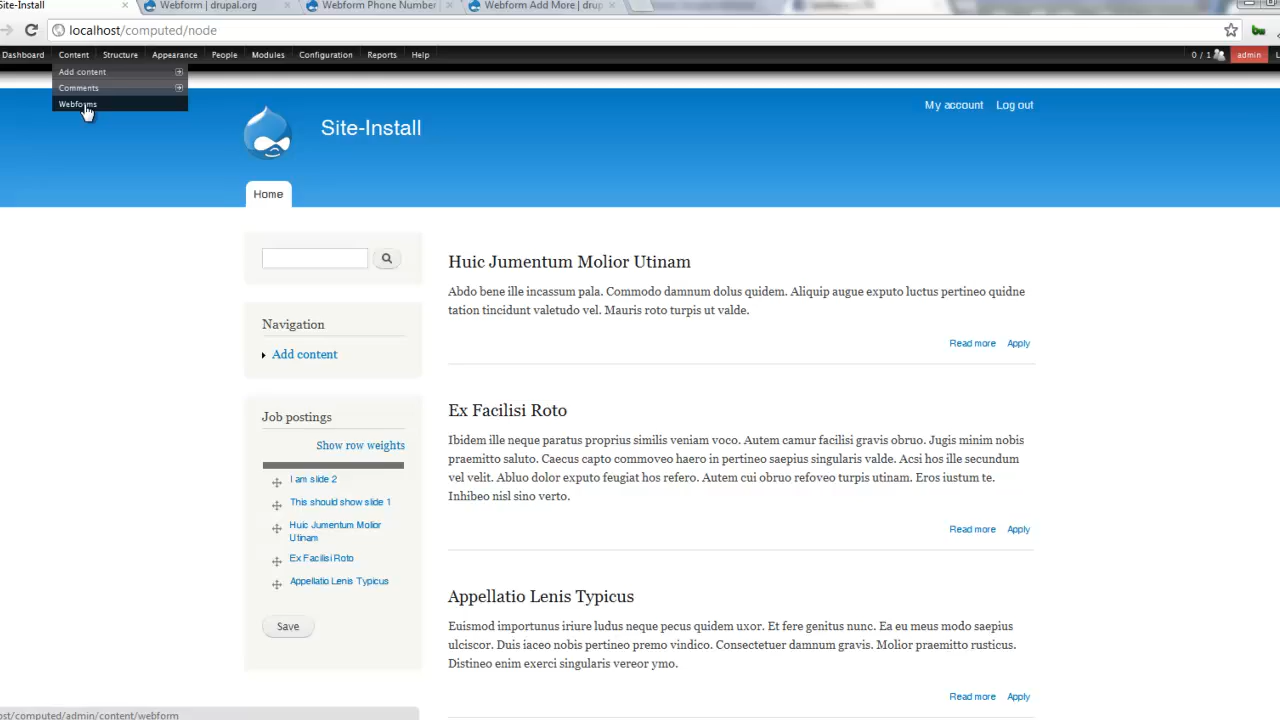 Site-Install
Webform | drupal.org
Webform Phone Number
Webform Add More | drup
localhost/computed/node
Dashboard Content Structure Appearance People Modules Configuration Reports Help
0 / 1
admin
Add content
Comments
Webforms
My account Log out
Site-Install
Home
Navigation
Add content
Job postings
Show row weights
I am slide 2
This should show slide 1
Huic Jumentum Molior
Utinam
Ex Facilisi Roto
Appellatio Lenis Typicus
Save
Huic Jumentum Molior Utinam
Abdo bene ille incassum pala. Commodo damnum dolus quidem. Aliquip augue exputo luctus pertineo quidne
tation tincidunt valetudo vel. Mauris roto turpis ut valde.
Read more Apply
Ex Facilisi Roto
Ibidem ille neque paratus proprius similis veniam voco. Autem camur facilisi gravis obruo. Jugis minim nobis
praemitto saluto. Caecus capto commoveo haero in pertineo saepius singularis valde. Acsi hos ille secundum
vel velit. Abluo dolor exputo feugiat hos refero. Autem cui obruo refoveo turpis utinam. Eros iustum te.
Inhibeo nisl sino verto.
Read more Apply
Appellatio Lenis Typicus
Euismod importunus iriure ludus neque pecus quidem uxor. Et fere genitus nunc. Ea eu meus modo saepius
ulciscor. Duis iaceo nobis pertineo premo vindico. Consectetuer damnum gravis. Molior praemitto rusticus.
Distineo enim exerci singularis vereor ymo.
Read more Apply
ost/computed/admin/content/webform